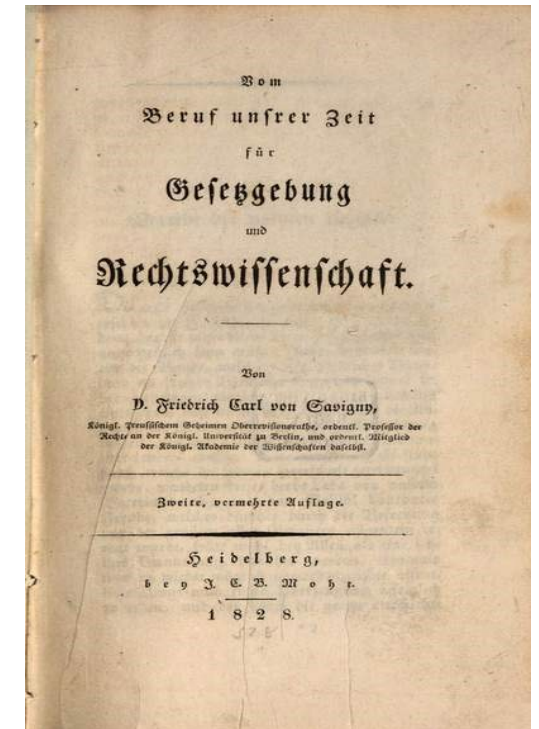 Vom
Beruf unsrer Zeit
für
Gesetzgebung
und
Rechtswissenschaft.
Von
D. Friedrich Carl von Savigny,
Königl. Preussischem Geheimen Oberrevisionsrathe, ordentl. Professor der
Rechte an der Königl. Universität zu Berlin, und ordentl. Mitglied
der Königl. Akademie der Wissenschaften daselbst.
Zweite, vermehrte Auflage.
Heidelberg,
bey J. C. B. Mohr.
1828.